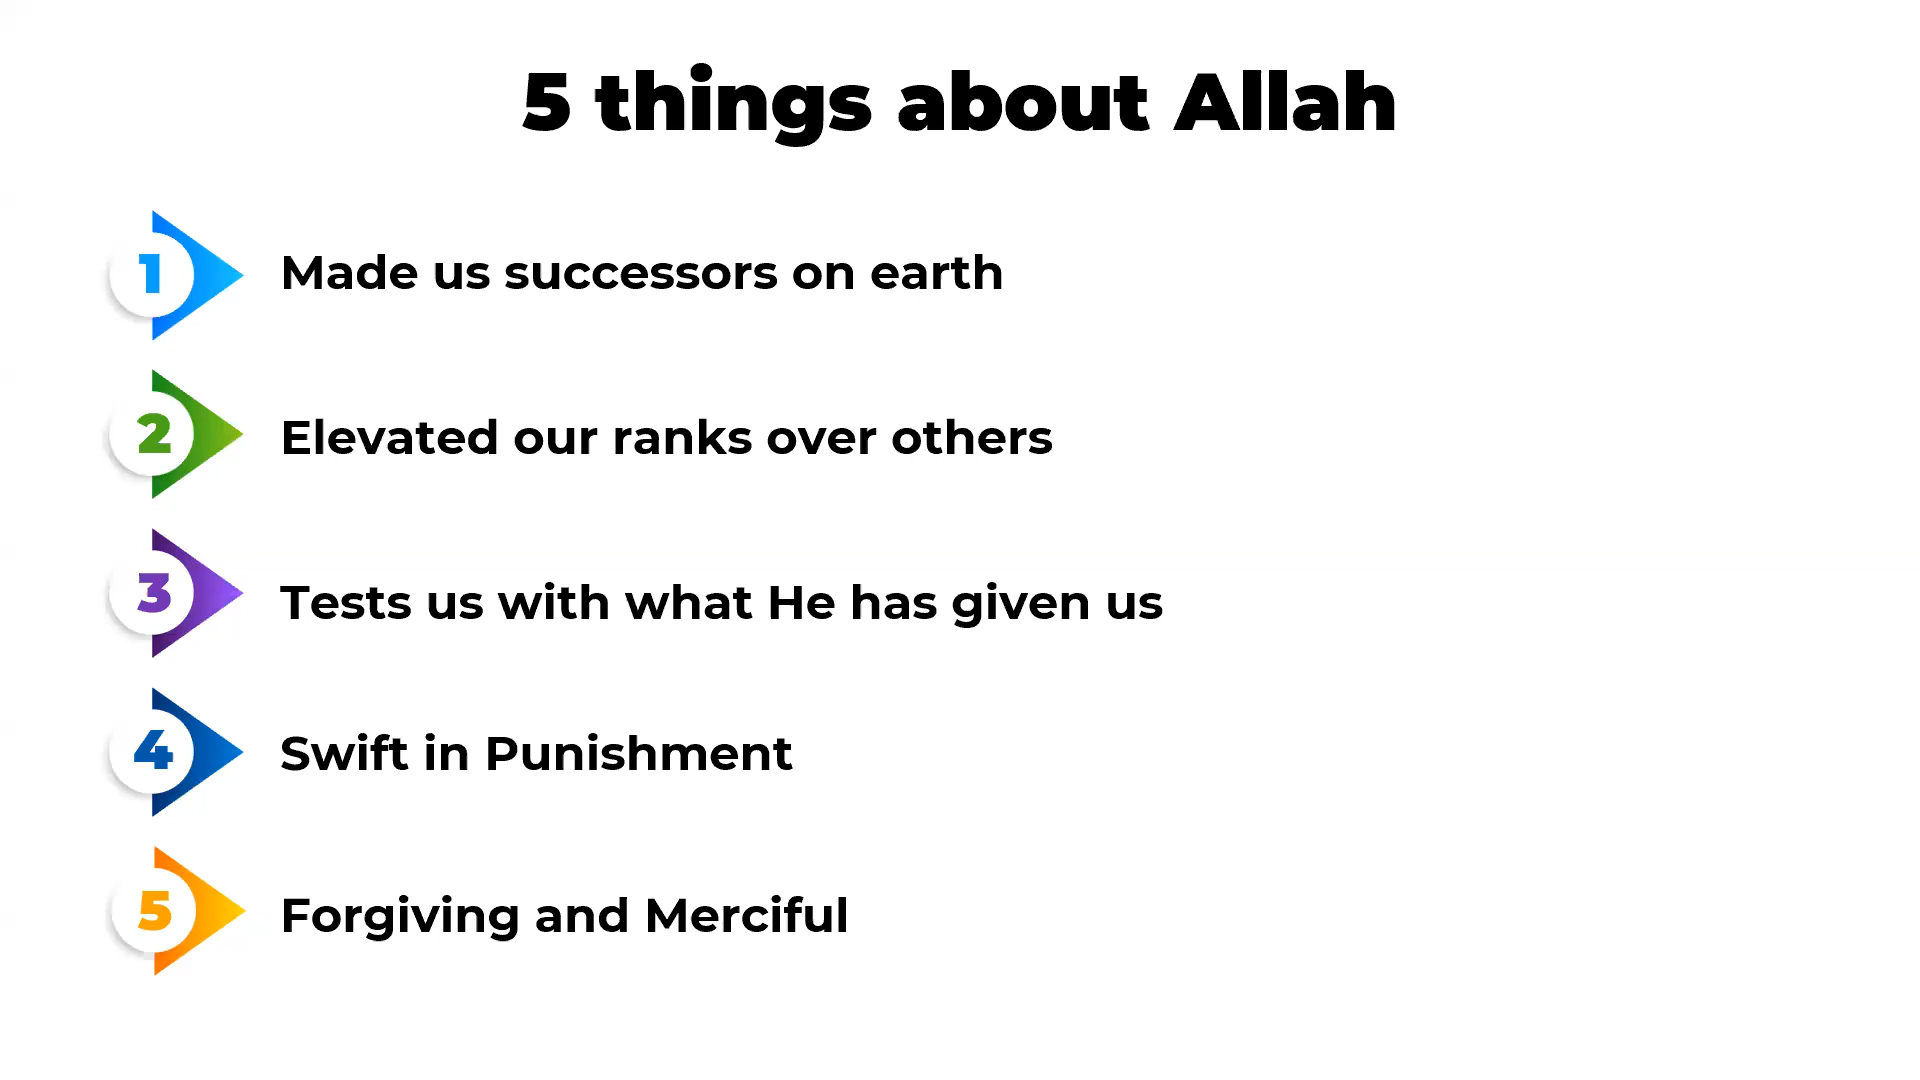 5 things about Allah
1 Made us successors on earth
2 Elevated our ranks over others
3 Tests us with what He has given us
4 Swift in Punishment
5 Forgiving and Merciful